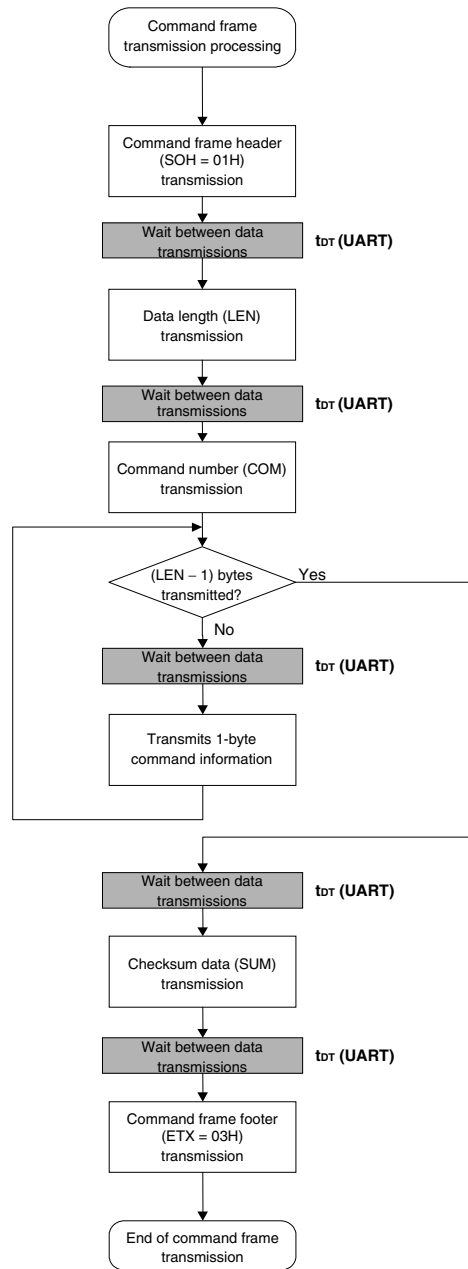 Command frame
transmission processing
Command frame header
(SOH = 01H)
transmission
Wait between data
transmissions
tDT (UART)
Data length (LEN)
transmission
Wait between data
transmissions
tDT (UART)
Command number (COM)
transmission
(LEN − 1) bytes
transmitted?
Yes
No
Wait between data
transmissions
tDT (UART)
Transmits 1-byte
command information
Wait between data
transmissions
tDT (UART)
Checksum data (SUM)
transmission
Wait between data
transmissions
tDT (UART)
Command frame footer
(ETX = 03H)
transmission
End of command frame
transmission